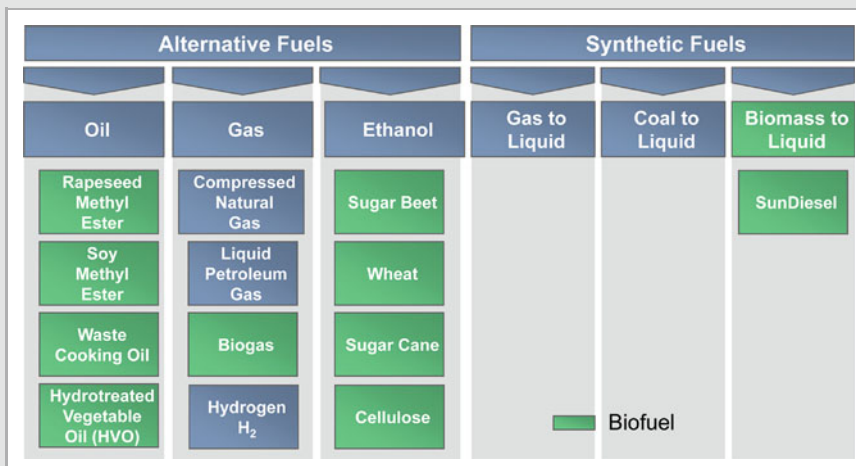 Alternative Fuels
Synthetic Fuels
Oil
Gas
Ethanol
Gas to
Liquid
Coal to
Liquid
Biomass to
Liquid
Rapeseed
Methyl
Ester
Compressed
Natural
Gas
Sugar Beet
SunDiesel
Soy
Methyl
Ester
Liquid
Petroleum
Gas
Wheat
Waste
Cooking Oil
Biogas
Sugar Cane
Hydrotreated
Vegetable
Oil (HVO)
Hydrogen
H₂
Cellulose
Biofuel